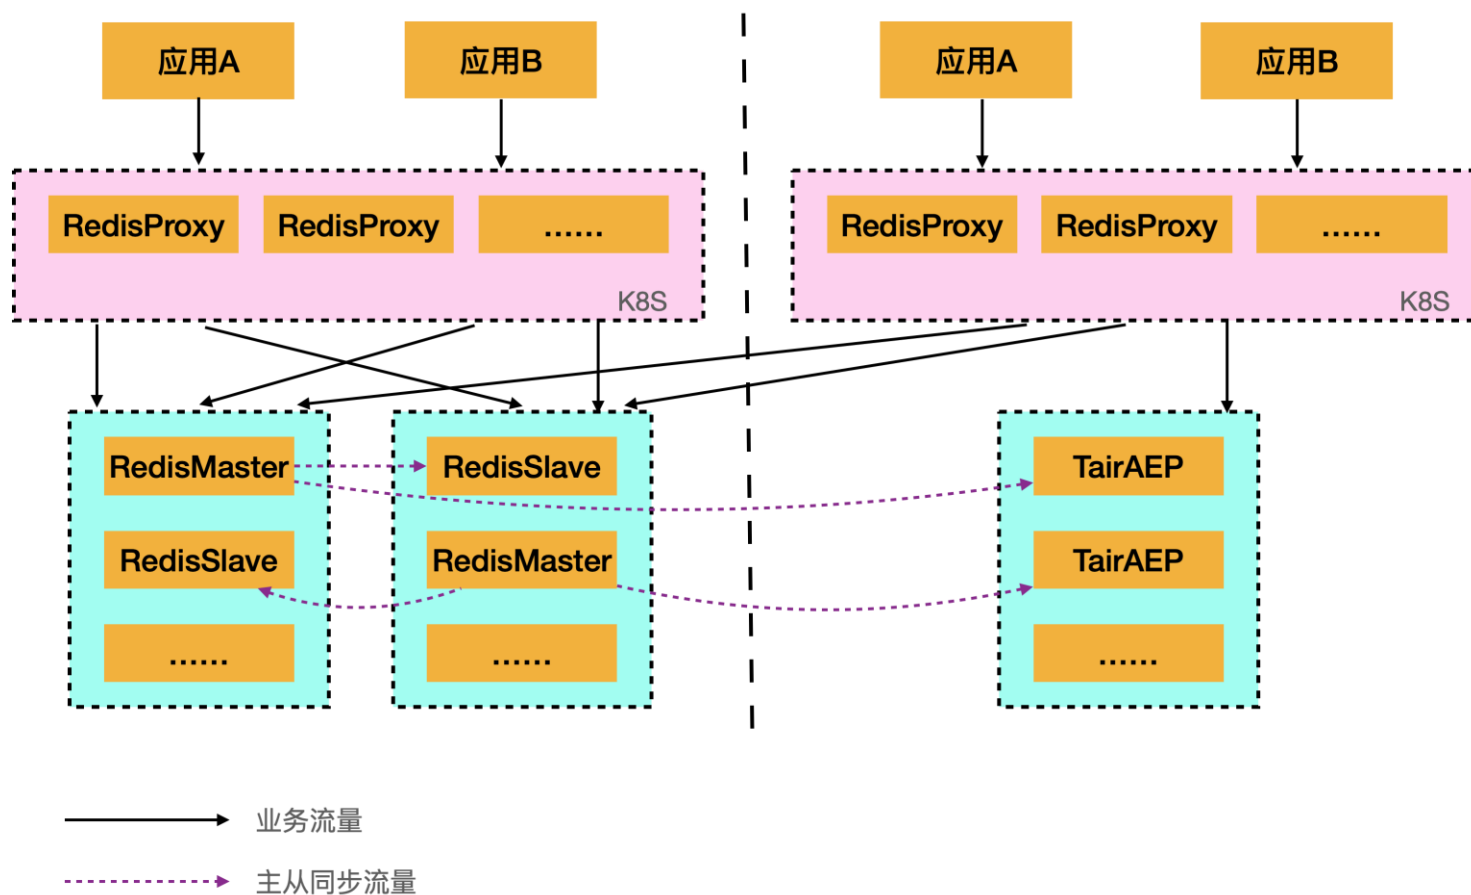 应用A
应用B
应用A
应用B
RedisProxy
RedisProxy
......
K8S
RedisProxy
RedisProxy
......
K8S
RedisMaster
RedisSlave
......
RedisSlave
RedisMaster
......
TairAEP
TairAEP
......
业务流量
主从同步流量